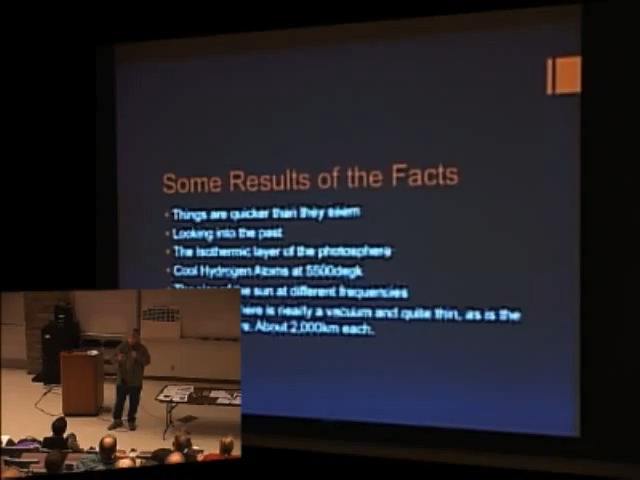 Some Results of the Facts
Things are quicker than they seem
Looking into the past
The Isothermic layer of the photosphere
Cool Hydrogen Atoms at 5500degk
the sun at different frequencies
is really a vacuum and quite thin, as is the
About 2,000km each.